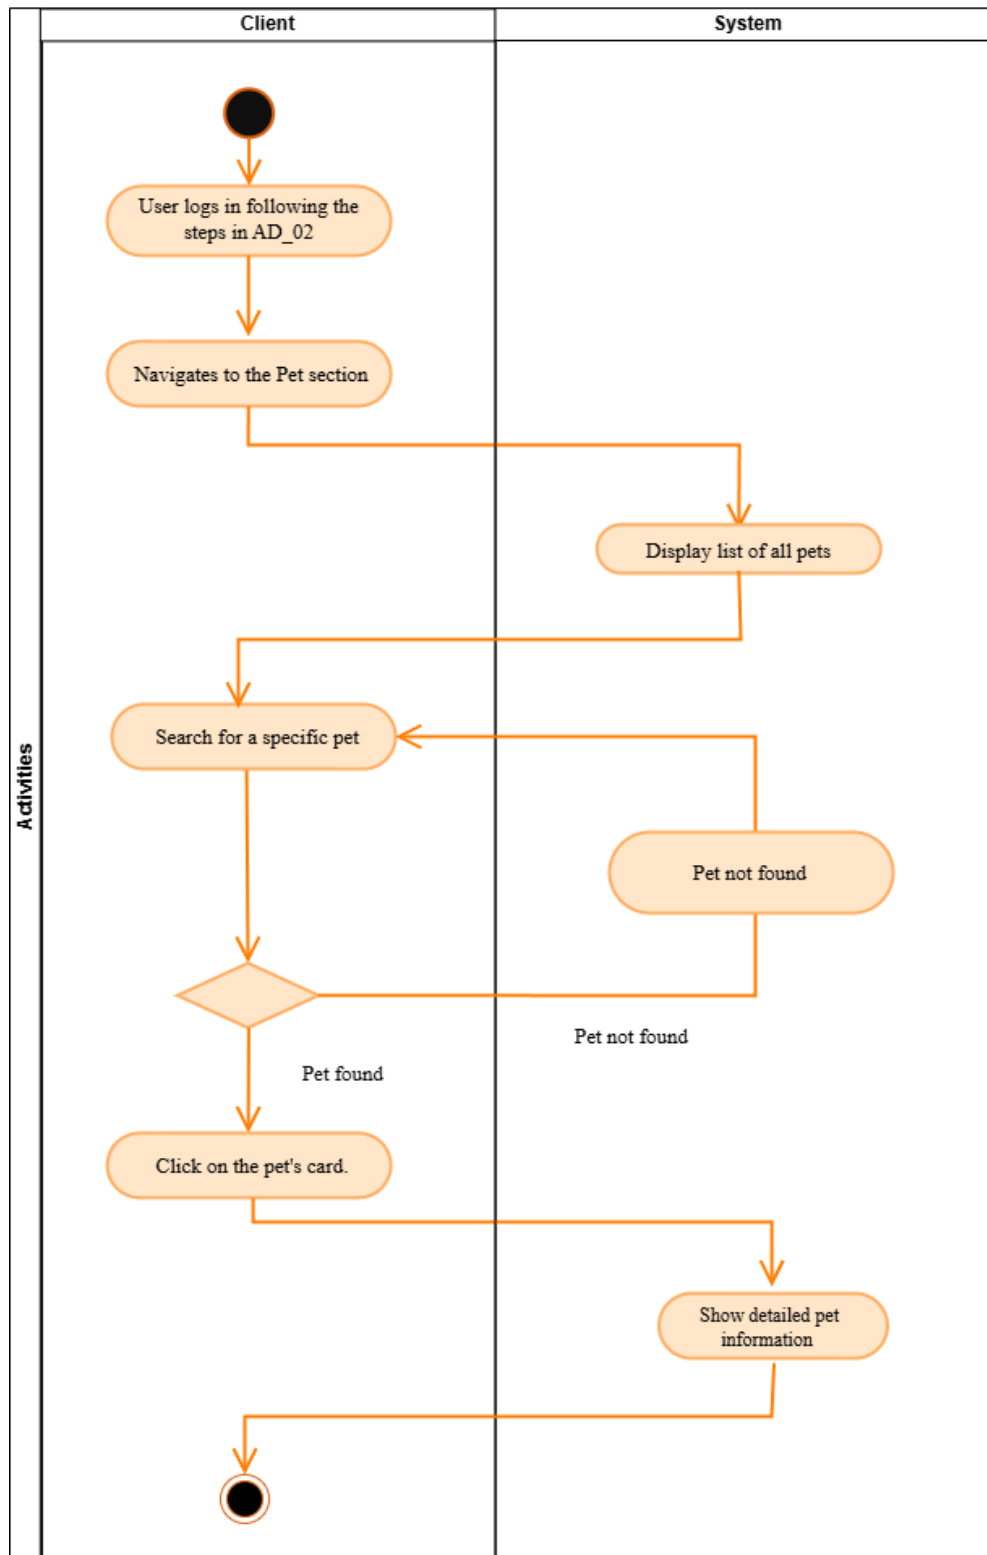 Client
System
Activities
User logs in following the
steps in AD_02
Navigates to the Pet section
Display list of all pets
Search for a specific pet
Pet not found
Pet not found
Pet found
Click on the pet's card.
Show detailed pet
information